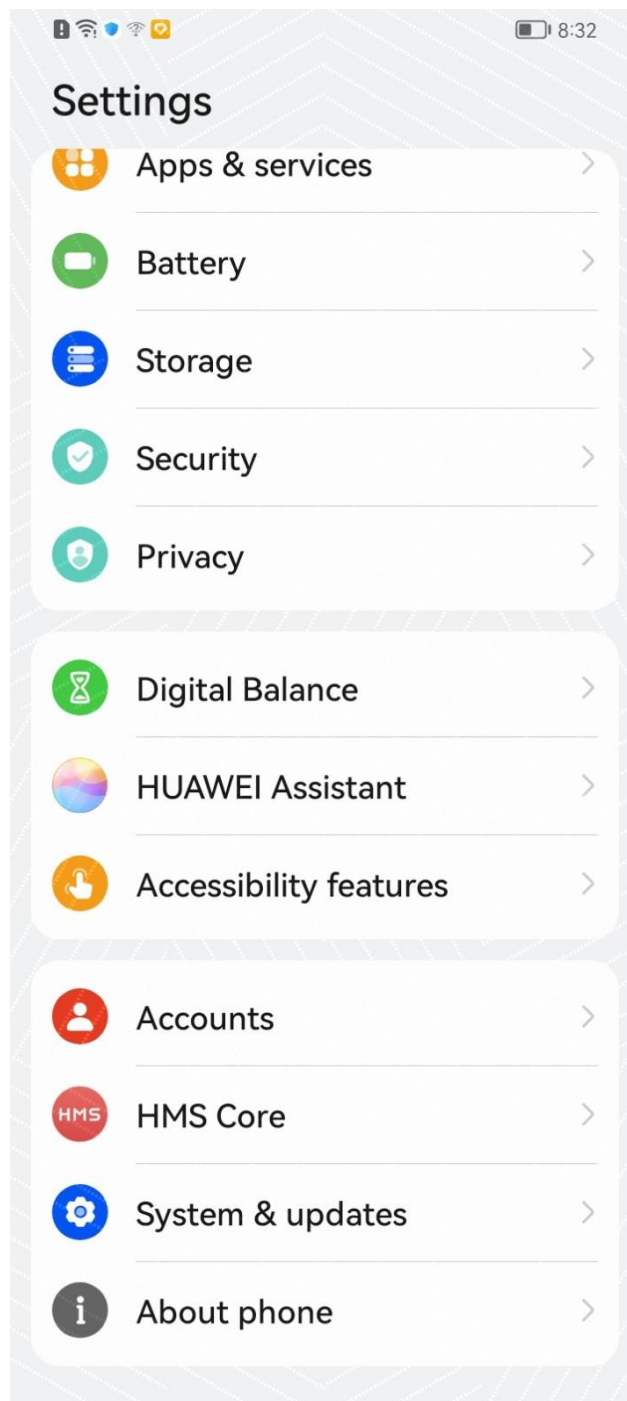 8:32
Settings
Apps & services
Battery
Storage
Security
Privacy
Digital Balance
HUAWEI Assistant
Accessibility features
Accounts
HMS HMS Core
System & updates
About phone